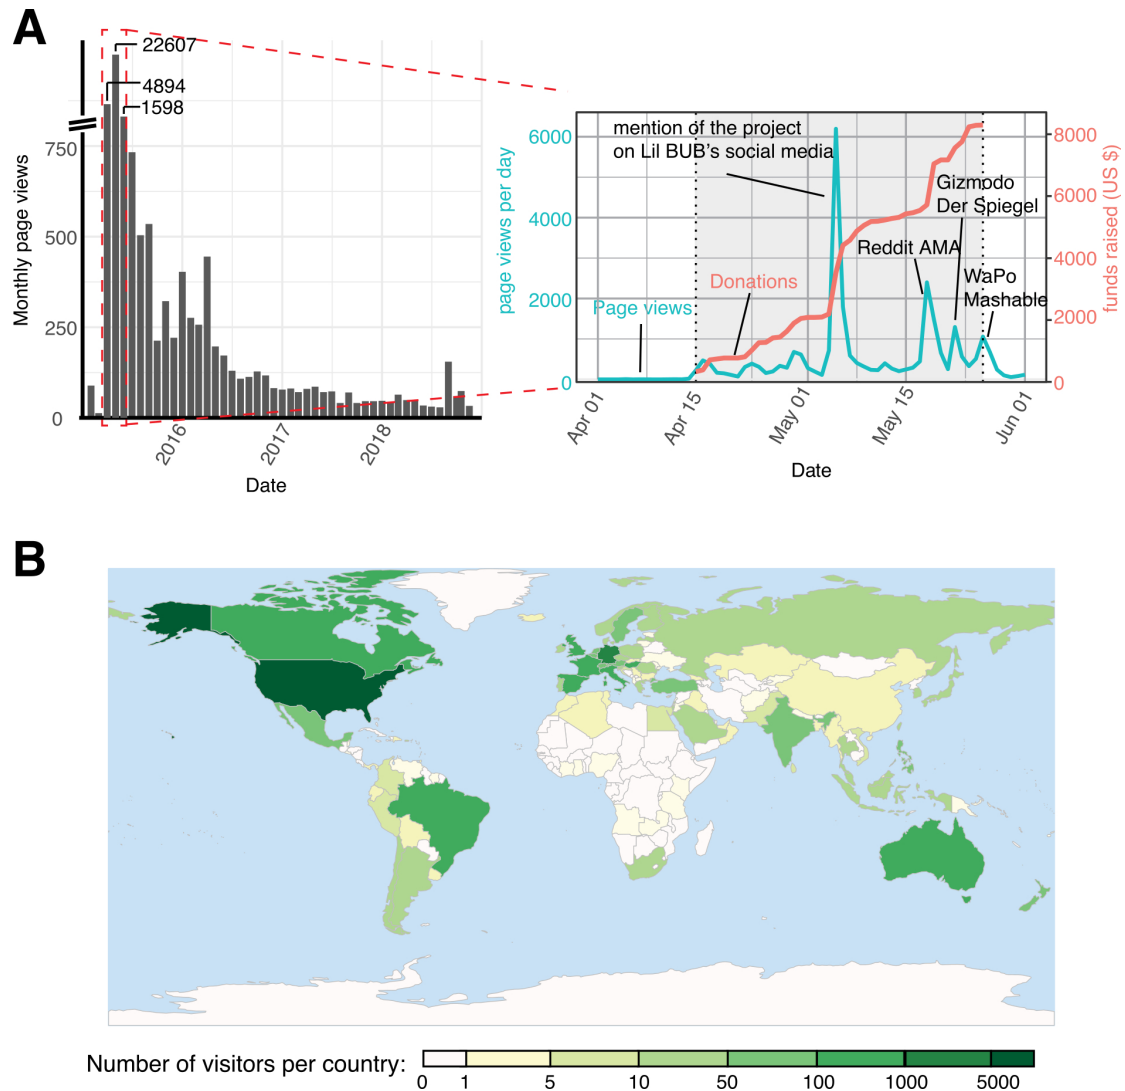 A
22607
4894
1598
Monthly page views
750
500
250
0
2016
2017
2018
Date
page views per day
6000
4000
2000
0
mention of the project
on Lil BUB's social media
Gizmodo
Der Spiegel
Reddit AMA
WaPo
Mashable
Donations
Page views
8000
6000
4000
2000
0
funds raised (US $)
Apr 01
Apr 15
May 01
May 15
Jun 01
Date
B
Number of visitors per country:
0 1 5 10 50 100 1000 5000